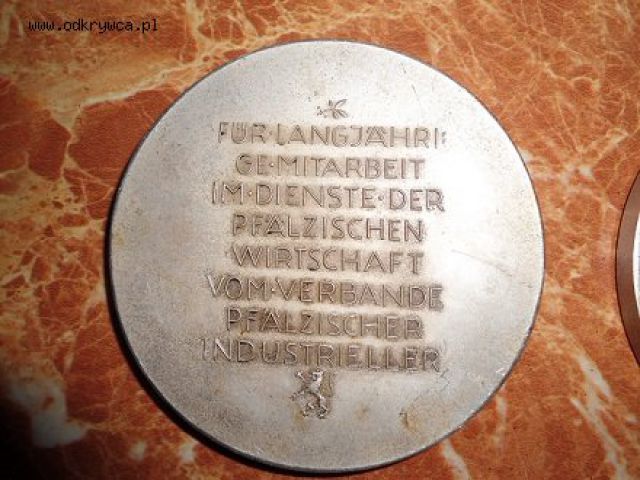 www.odkrywca.pl
FÜR·LANGJÄHRI:
GE·MITARBEIT
IM·DIENSTE·DER
PFÄLZISCHEN
·WIRTSCHAFT
VOM·VERBANDE
PFÄLZISCHER
INDUSTRIELLER